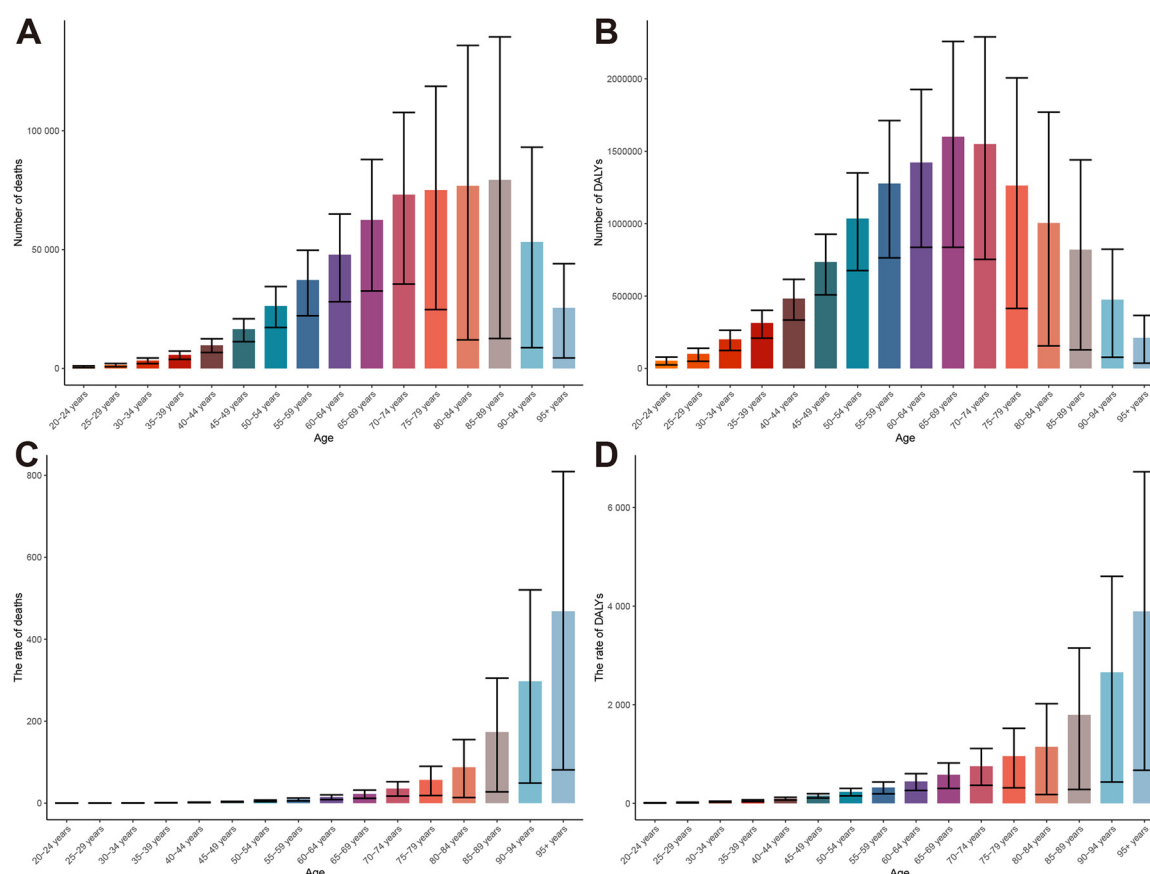 A
Number of deaths
100 000
50 000
0
20−24 years
25−29 years
30−34 years
35−39 years
40−44 years
45−49 years
50−54 years
55−59 years
60−64 years
65−69 years
70−74 years
75−79 years
80−84 years
85−89 years
90−94 years
95+ years
Age
B
Number of DALYs
2000000
1500000
1000000
500000
0
20−24 years
25−29 years
30−34 years
35−39 years
40−44 years
45−49 years
50−54 years
55−59 years
60−64 years
65−69 years
70−74 years
75−79 years
80−84 years
85−89 years
90−94 years
95+ years
Age
C
The rate of deaths
800
600
400
200
0
20−24 years
25−29 years
30−34 years
35−39 years
40−44 years
45−49 years
50−54 years
55−59 years
60−64 years
65−69 years
70−74 years
75−79 years
80−84 years
85−89 years
90−94 years
95+ years
Age
D
The rate of DALYs
6 000
4 000
2 000
0
20−24 years
25−29 years
30−34 years
35−39 years
40−44 years
45−49 years
50−54 years
55−59 years
60−64 years
65−69 years
70−74 years
75−79 years
80−84 years
85−89 years
90−94 years
95+ years
Age